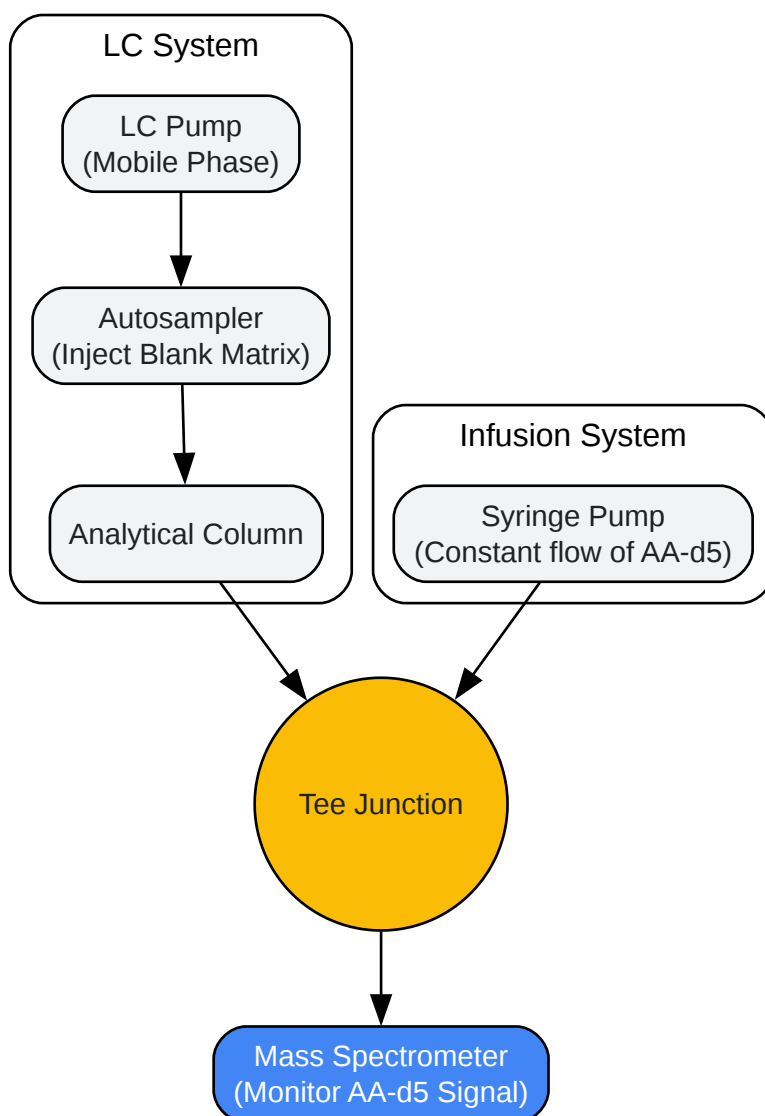 LC System
LC Pump
(Mobile Phase)
Autosampler
(Inject Blank Matrix)
Analytical Column
Infusion System
Syringe Pump
(Constant flow of AA-d5)
Tee Junction
Mass Spectrometer
(Monitor AA-d5 Signal)